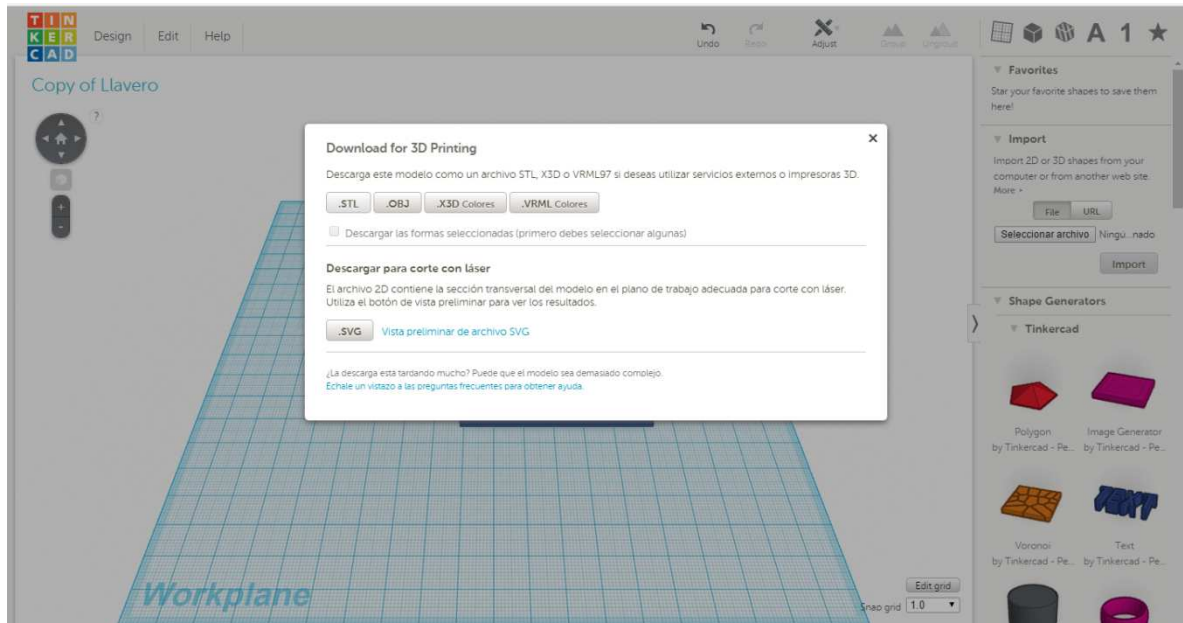 TIN
KER
CAD
Design Edit Help
Undo Redo Adjust Group Ungroup
A 1
Copy of Llavero
?
Download for 3D Printing
Descarga este modelo como un archivo STL, X3D o VRML97 si deseas utilizar servicios externos o impresoras 3D.
.STL .OBJ .X3D Colores .VRML Colores
Descargar las formas seleccionadas (primero debes seleccionar algunas)
Descargar para corte con láser
El archivo 2D contiene la sección transversal del modelo en el plano de trabajo adecuada para corte con láser.
Utiliza el botón de vista preliminar para ver los resultados.
.SVG Vista preliminar de archivo SVG
¿La descarga está tardando mucho? Puede que el modelo sea demasiado complejo.
Échale un vistazo a las preguntas frecuentes para obtener ayuda.
Workplane
Edit grid
Snap grid 1.0
Favorites
Star your favorite shapes to save them
here!
Import
Import 2D or 3D shapes from your
computer or from another web site.
More
File URL
Seleccionar archivo Ningú...nado
Import
Shape Generators
Tinkercad
Polygon Image Generator
by Tinkercad - Pe... by Tinkercad - Pe...
TEXT
Voronoi Text
by Tinkercad - Pe... by Tinkercad - Pe...